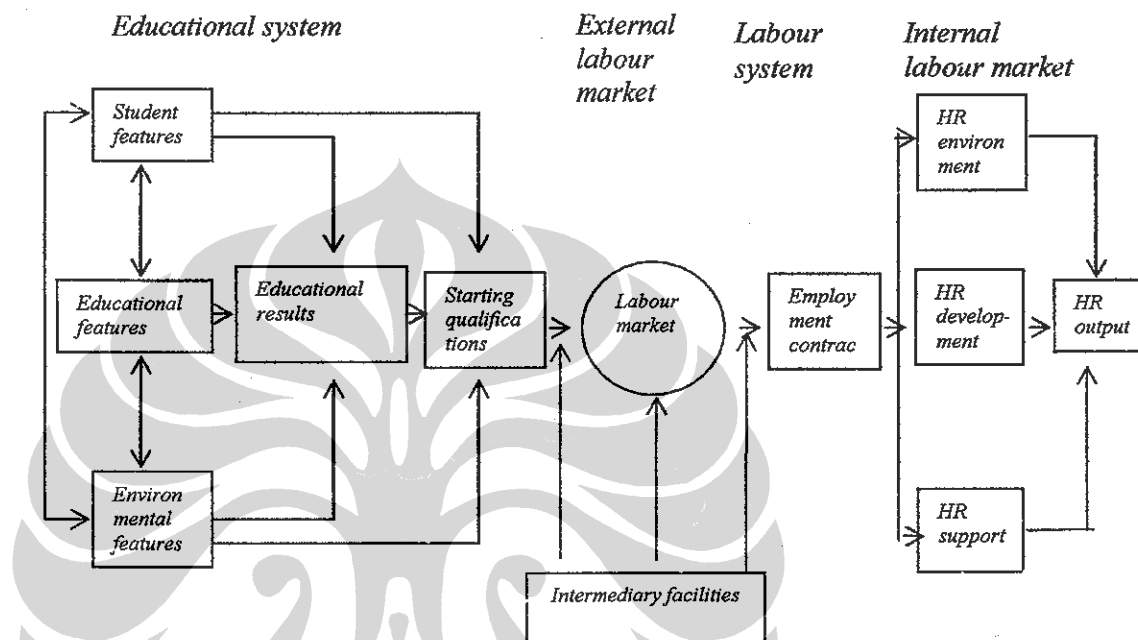 Educational system
External
labour
market
Labour
system
Internal
labour market
Student
features
HR
environ
ment
Educational
features
Educational
results
Starting
qualifica
tions
Labour
market
Employ
ment
contrac
HR
develop-
ment
HR
output
Environ
mental
features
HR
support
Intermediary facilities